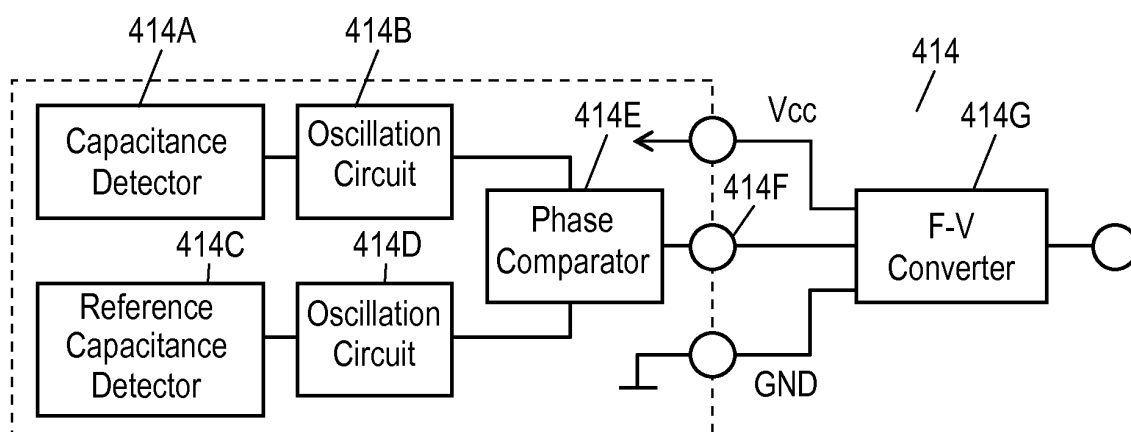 414A
414B
414
Vcc
414E
414G
Capacitance
Detector
Oscillation
Circuit
414F
Phase
Comparator
F-V
Converter
414C
414D
Reference
Capacitance
Detector
Oscillation
Circuit
GND